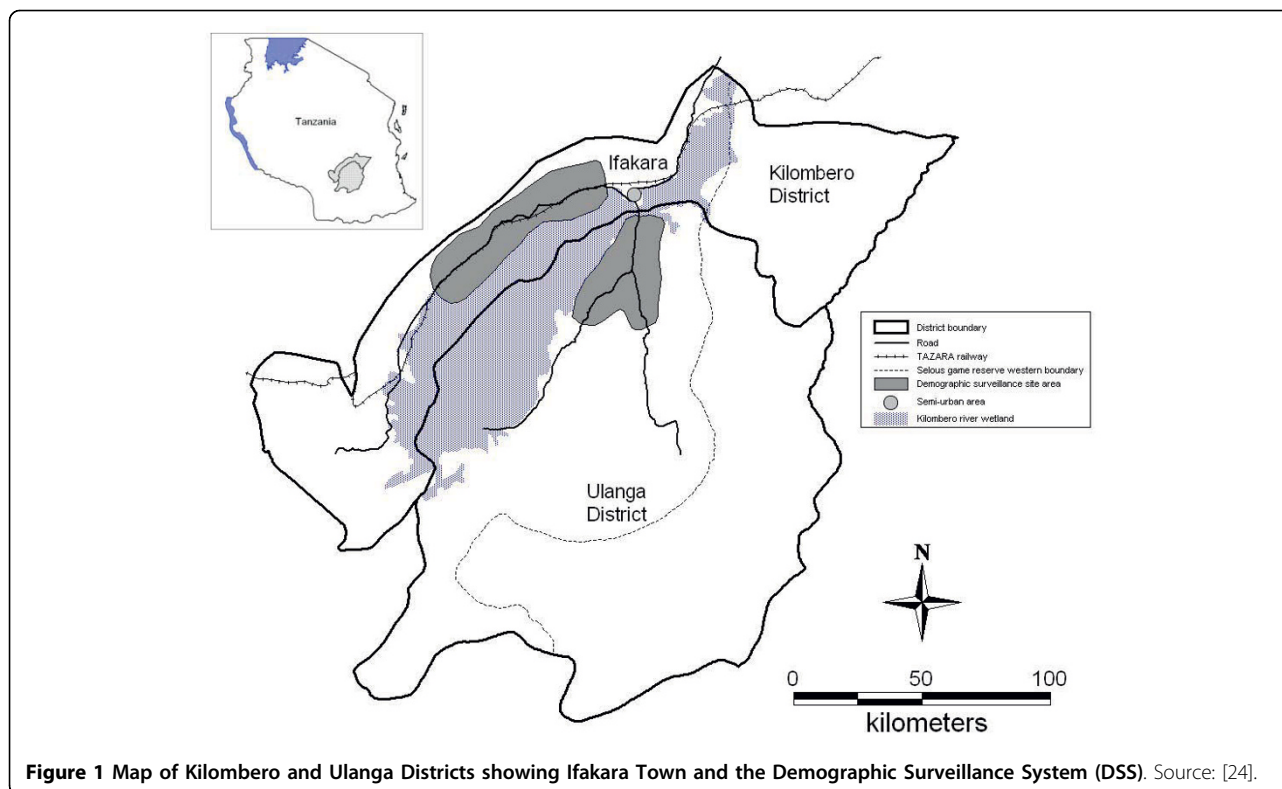 Tanzania
Ifakara
Kilombero
District
District boundary
Road
TAZARA railway
Selous game reserve western boundary
Demographic surveillance site area
Semi-urban area
Kilombero river wetland
Ulanga
District
N
0 50 100
kilometers
Figure 1 Map of Kilombero and Ulanga Districts showing Ifakara Town and the Demographic Surveillance System (DSS). Source: [24].